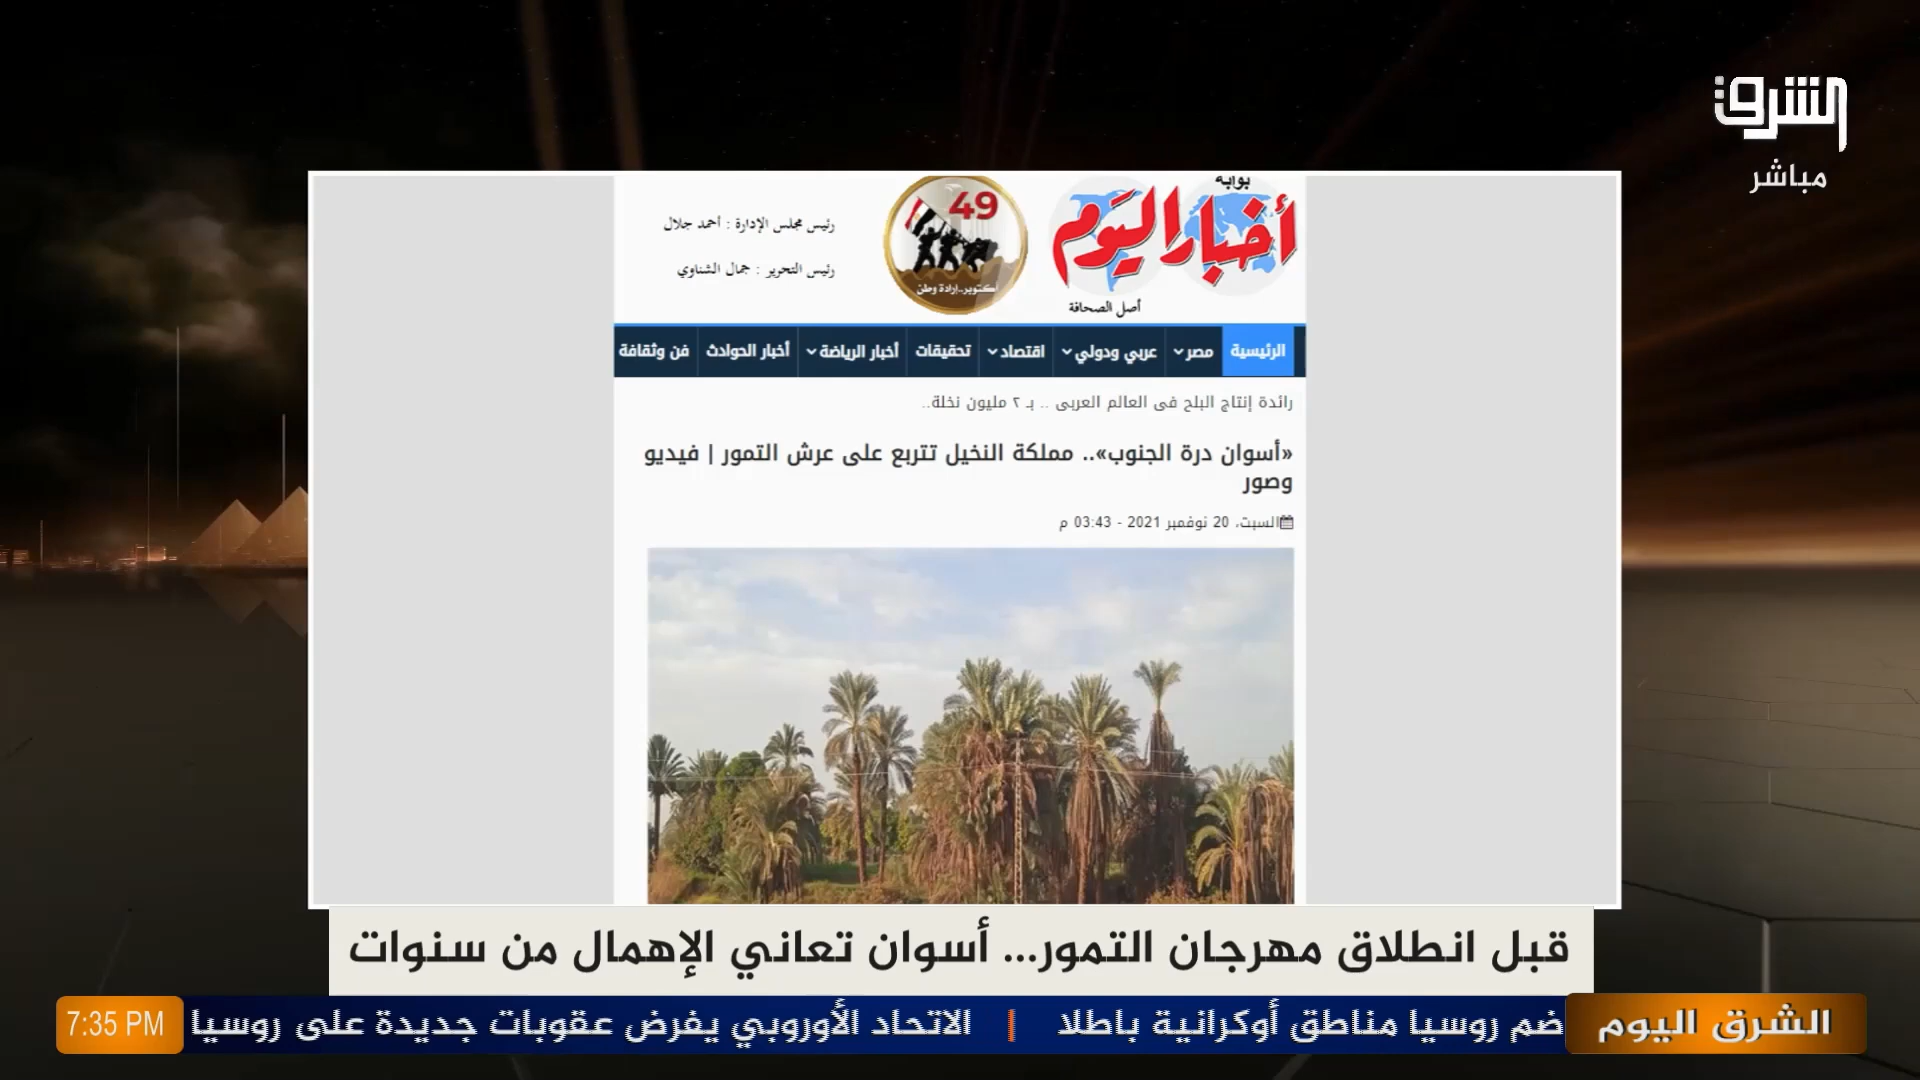 الشرق
مباشر
بوابة
أخبار اليوم
أصل الصحافة
49
أكتوبر..إرادة وطن
رئيس مجلس الإدارة : أحمد جلال
رئيس التحرير : جمال الشناوي
الرئيسية مصر عربي ودولي اقتصاد تحقيقات أخبار الرياضة أخبار الحوادث فن وثقافة
رائدة إنتاج البلح فى العالم العربى .. بـ ٢ مليون نخلة..
«أسوان درة الجنوب».. مملكة النخيل تتربع على عرش التمور | فيديو
وصور
السبت، 20 نوفمبر 2021 - 03:43 م
قبل انطلاق مهرجان التمور... أسوان تعاني الإهمال من سنوات
الشرق اليوم
ضم روسيا مناطق أوكرانية باطلا | الاتحاد الأوروبي يفرض عقوبات جديدة على روسيا
7:35 PM